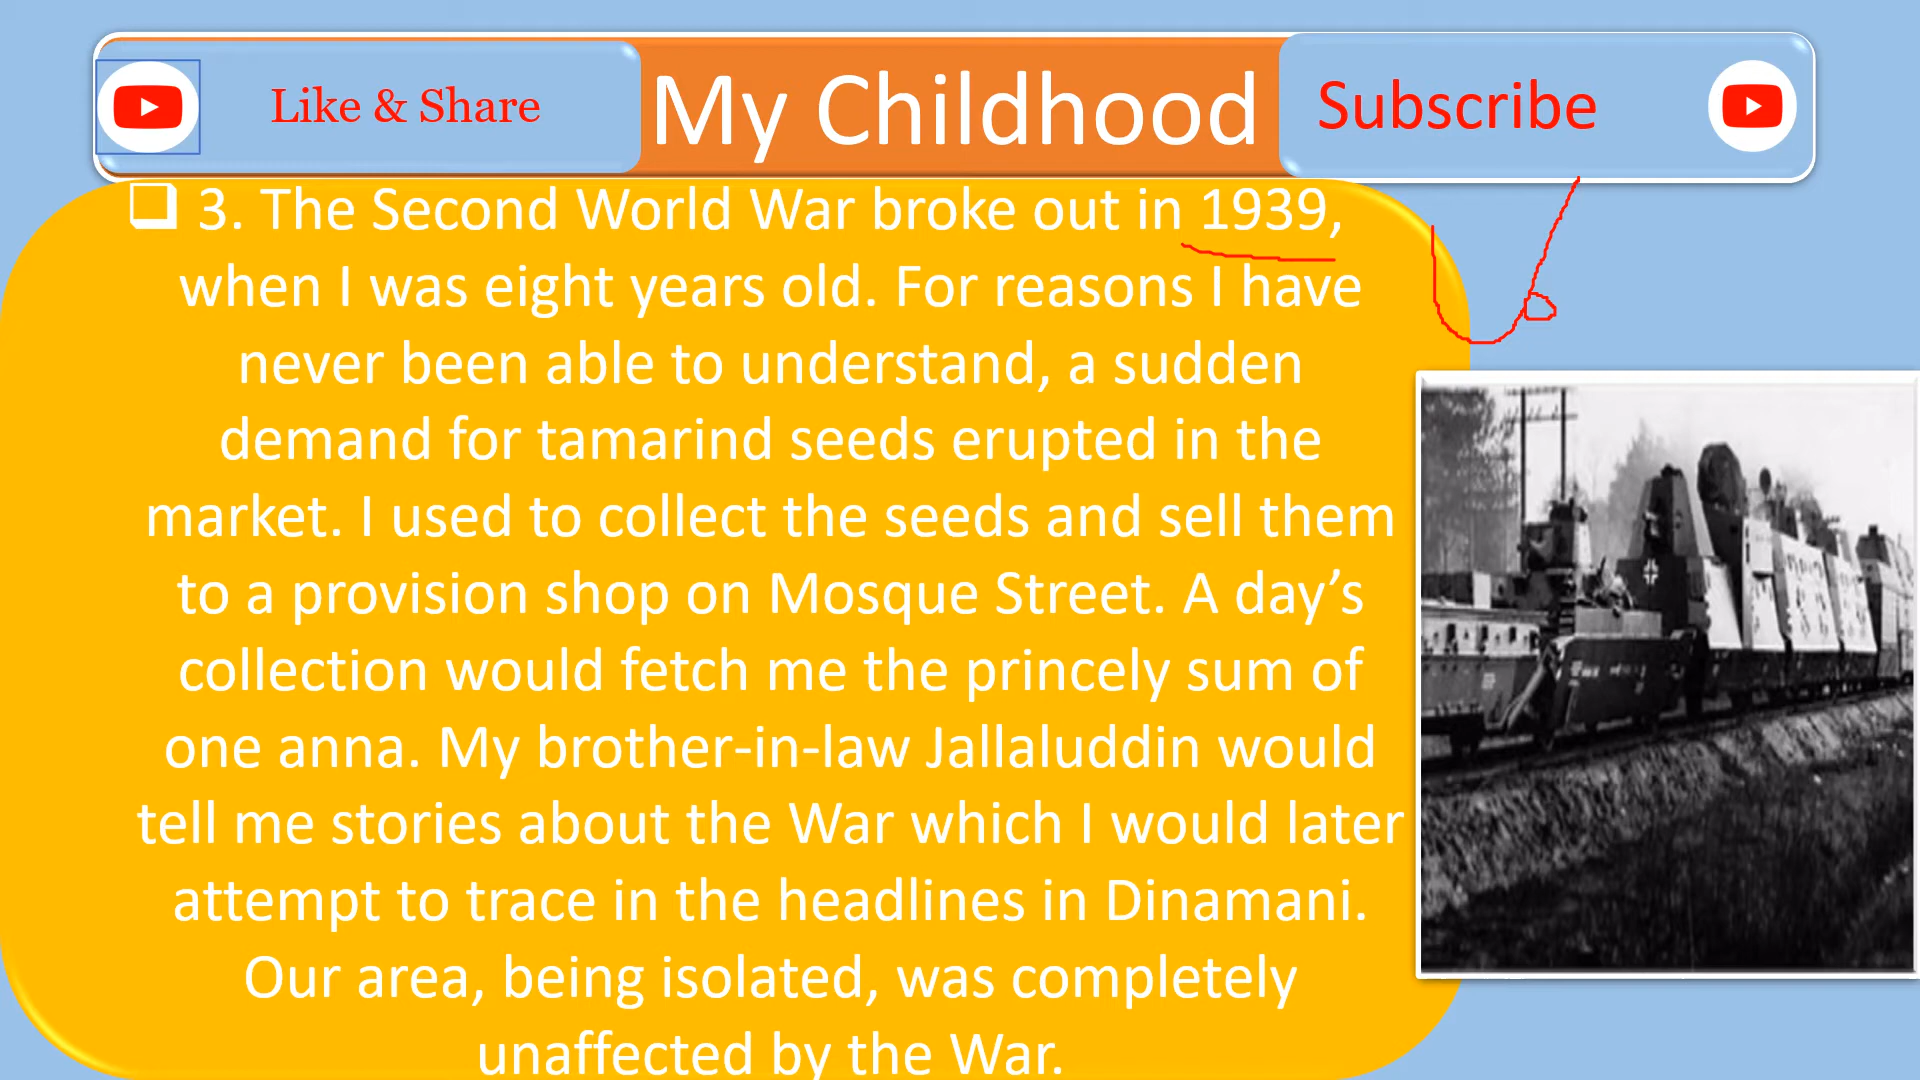 Like & Share
My Childhood
Subscribe
3. The Second World War broke out in 1939,
when I was eight years old. For reasons I have
never been able to understand, a sudden
demand for tamarind seeds erupted in the
market. I used to collect the seeds and sell them
to a provision shop on Mosque Street. A day’s
collection would fetch me the princely sum of
one anna. My brother-in-law Jallaluddin would
tell me stories about the War which I would later
attempt to trace in the headlines in Dinamani.
Our area, being isolated, was completely
unaffected by the War.